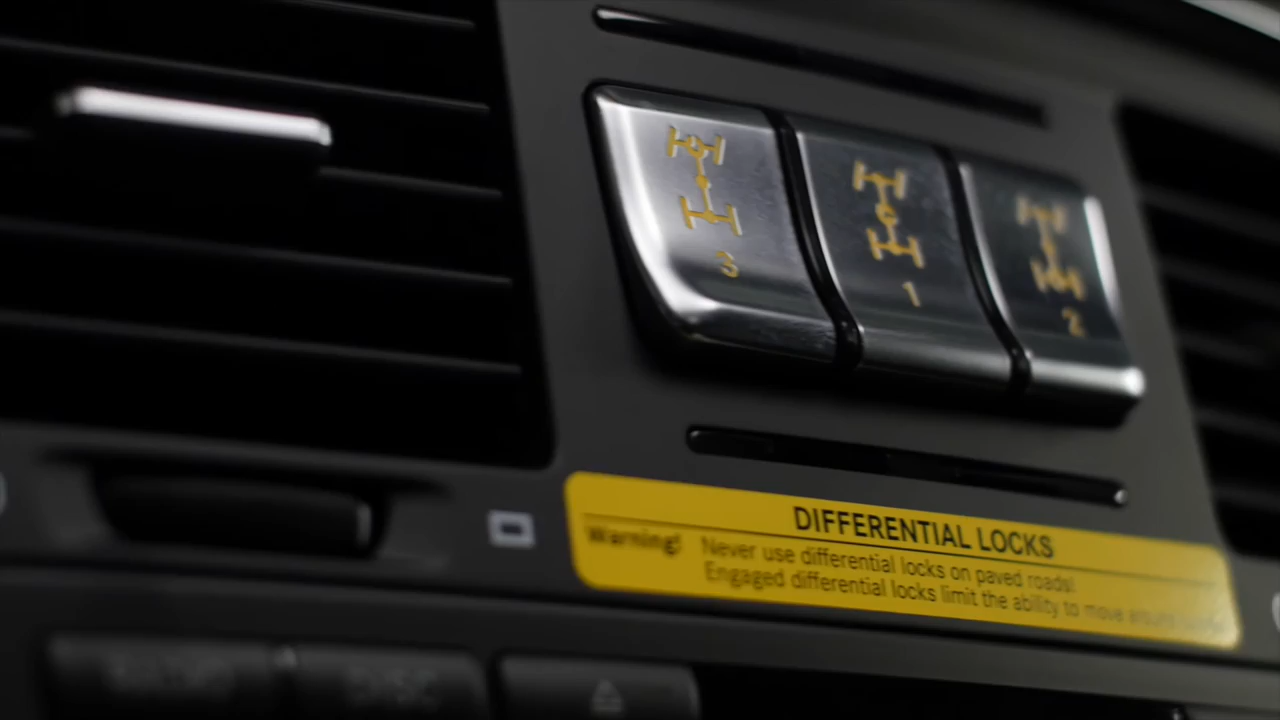 3
1
2
DIFFERENTIAL LOCKS
Warning! Never use differential locks on paved roads!
Engaged differential locks limit the ability to move around
DISC